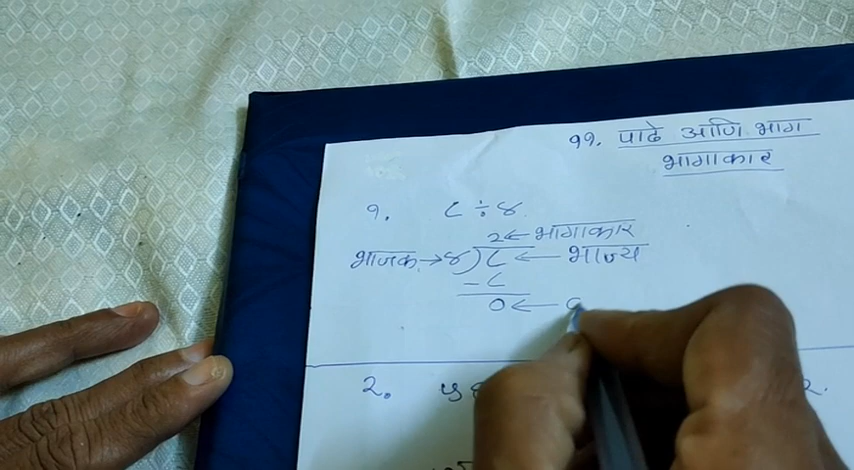 ११. पाढे आणि भाग
भागाकार
१. ८ ÷ ४
२ ← भागाकार
भाजक → ४) ८ ← भाज्य
- ८
० ←
२.